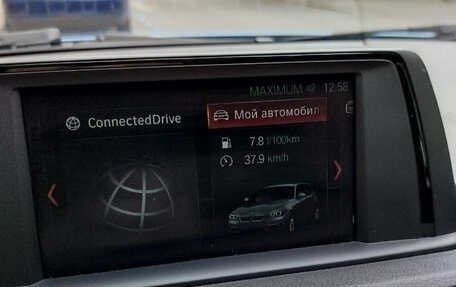 MAXIMUM 12:58
ConnectedDrive
Мой автомобил
7.8 l/100km
37.9 km/h